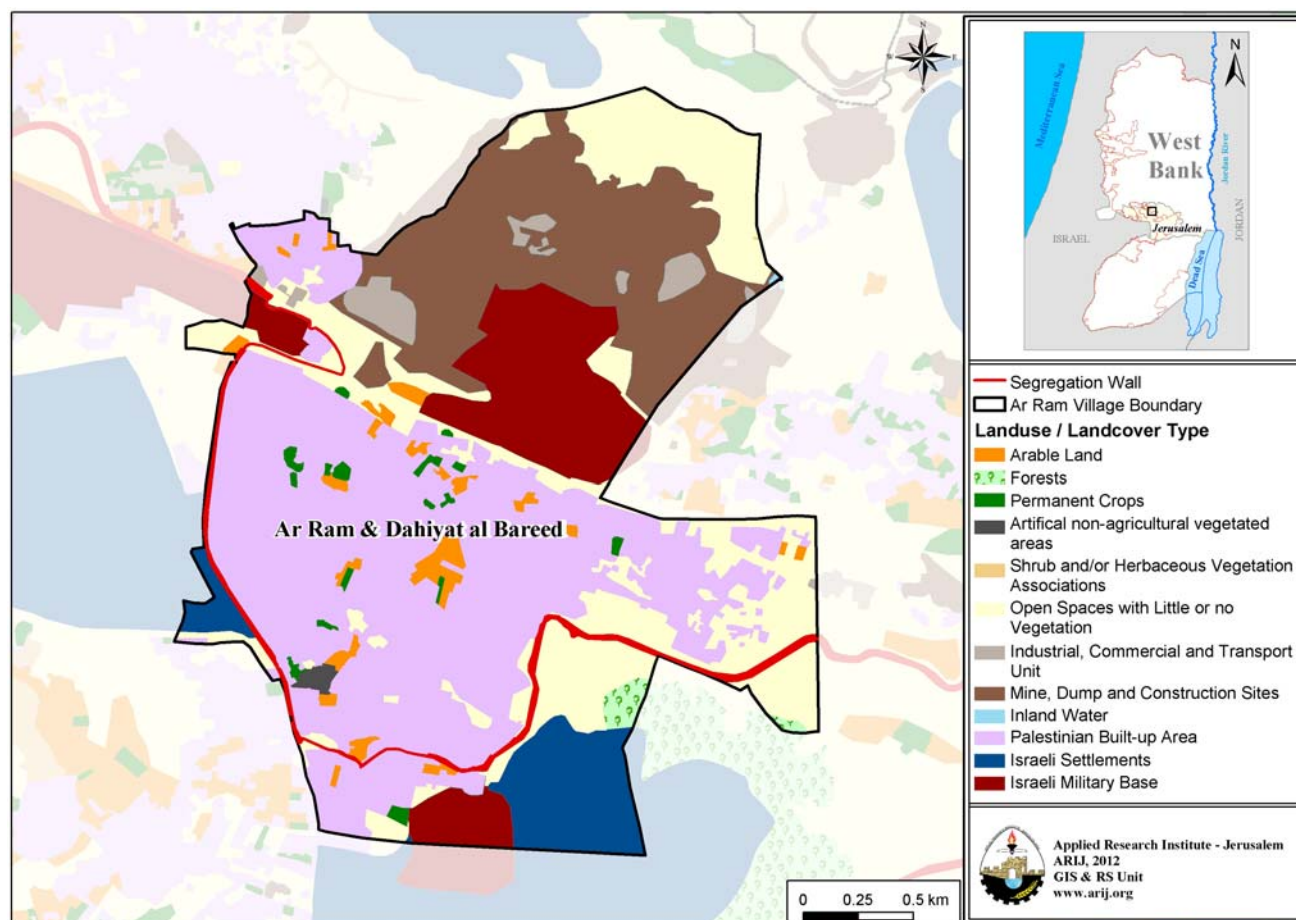 N
W
E
S
Ar Ram & Dahiyat al Bareed
0 0.25 0.5 km
N
Mediterranean Sea
West
Bank
Jordan River
JORDAN
ISRAEL
Jerusalem
Dead Sea
Segregation Wall
Ar Ram Village Boundary
Landuse / Landcover Type
Arable Land
Forests
Permanent Crops
Artifical non-agricultural vegetated
areas
Shrub and/or Herbaceous Vegetation
Associations
Open Spaces with Little or no
Vegetation
Industrial, Commercial and Transport
Unit
Mine, Dump and Construction Sites
Inland Water
Palestinian Built-up Area
Israeli Settlements
Israeli Military Base
Applied Research Institute - Jerusalem
ARIJ, 2012
GIS & RS Unit
www.arij.org